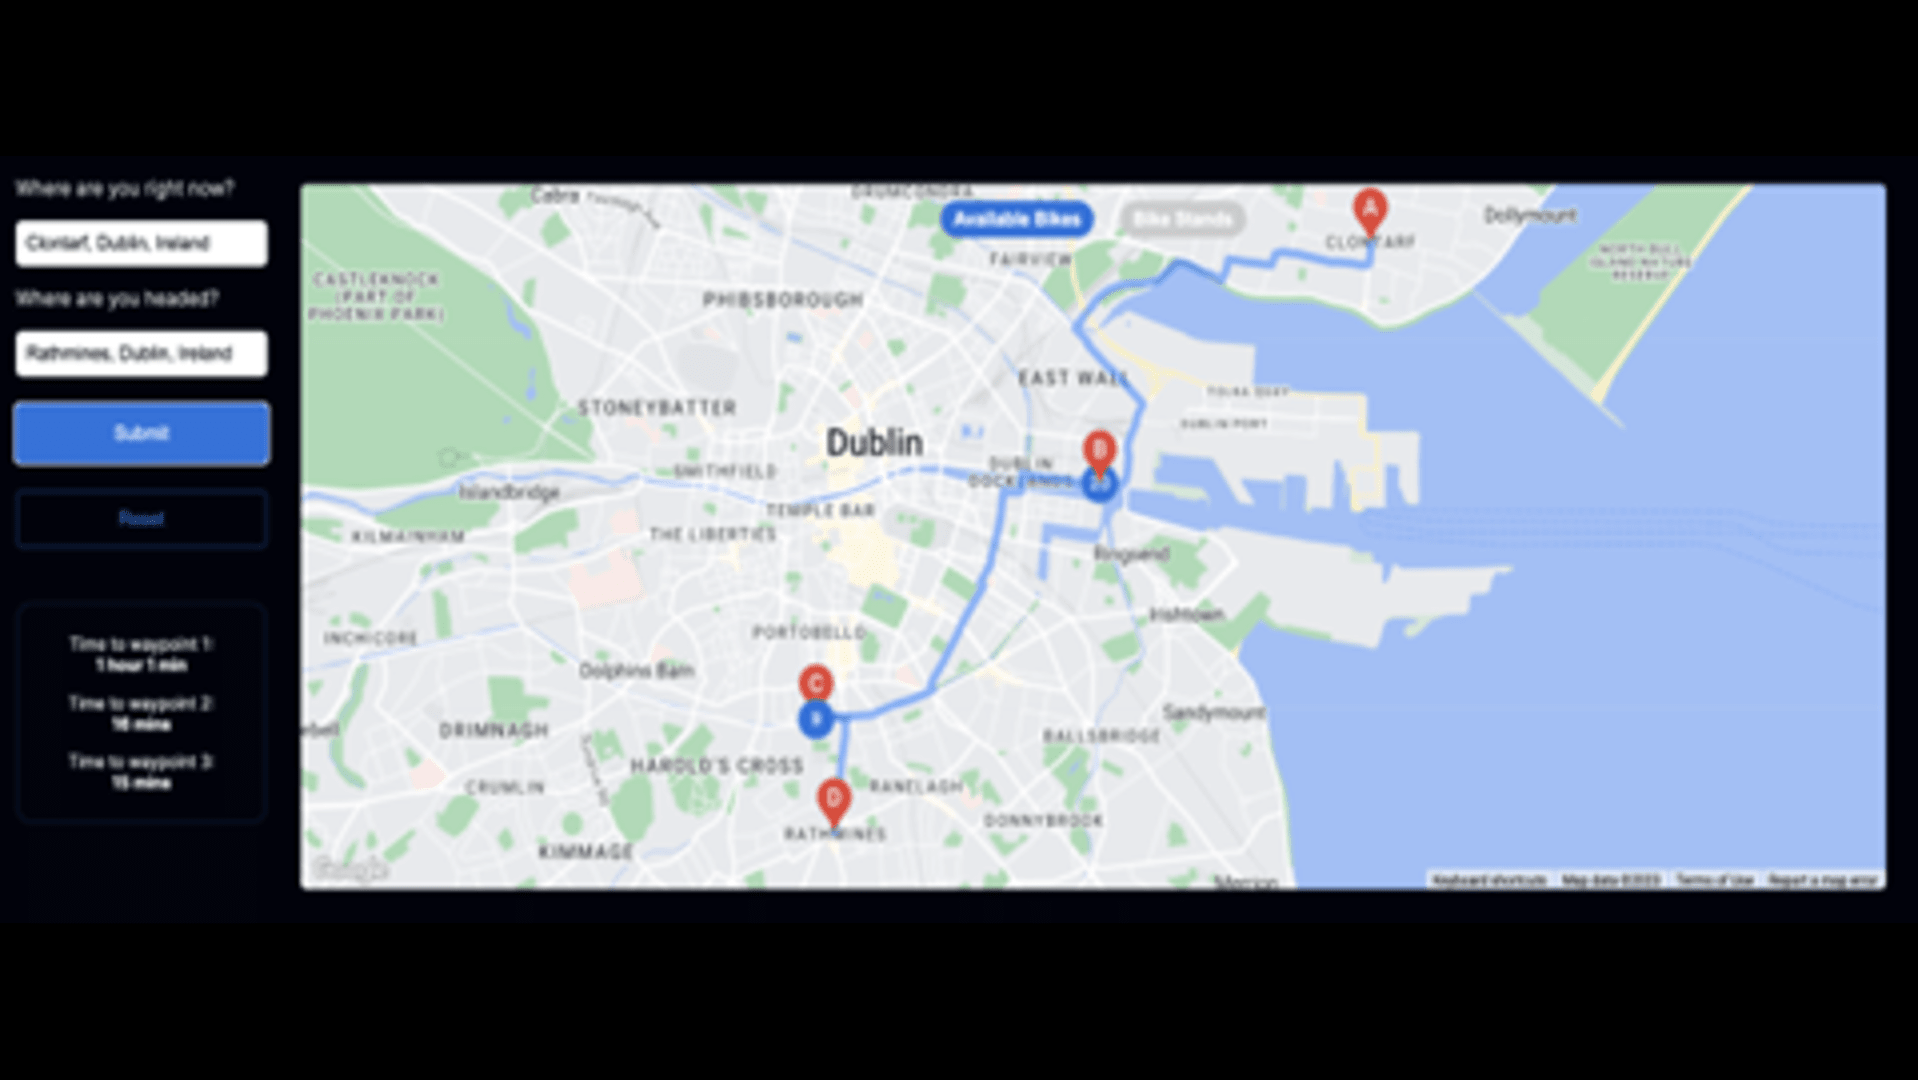 Where are you right now?
Clontarf, Dublin, Ireland
Where are you headed?
Rathmines, Dublin, Ireland
Submit
Reset
Time to waypoint 1:
1 hour 1 min
Time to waypoint 2:
16 mins
Time to waypoint 3:
15 mins
Available Bikes
Bike Stands
Cabra
DRUMCONDRA
A
Dollymount
CLONTARF
FAIRVIEW
NORTH BULL
ISLAND NATURE
RESERVE
CASTLEKNOCK
(PART OF
PHOENIX PARK)
PHIBSBOROUGH
EAST WALL
TOLKA QUAY
STONEYBATTER
DUBLIN PORT
Dublin
B
SMITHFIELD
DUBLIN
DOCKLANDS
Islandbridge
TEMPLE BAR
KILMAINHAM
THE LIBERTIES
Ringsend
Irishtown
INCHICORE
PORTOBELLO
Dolphins Barn
C
9
Sandymount
DRIMNAGH
BALLSBRIDGE
HAROLD'S CROSS
CRUMLIN
RANELAGH
D
DONNYBROOK
RATHMINES
KIMMAGE
Google
Merrion
Keyboard shortcuts
Map data ©2023
Terms of Use
Report a map error